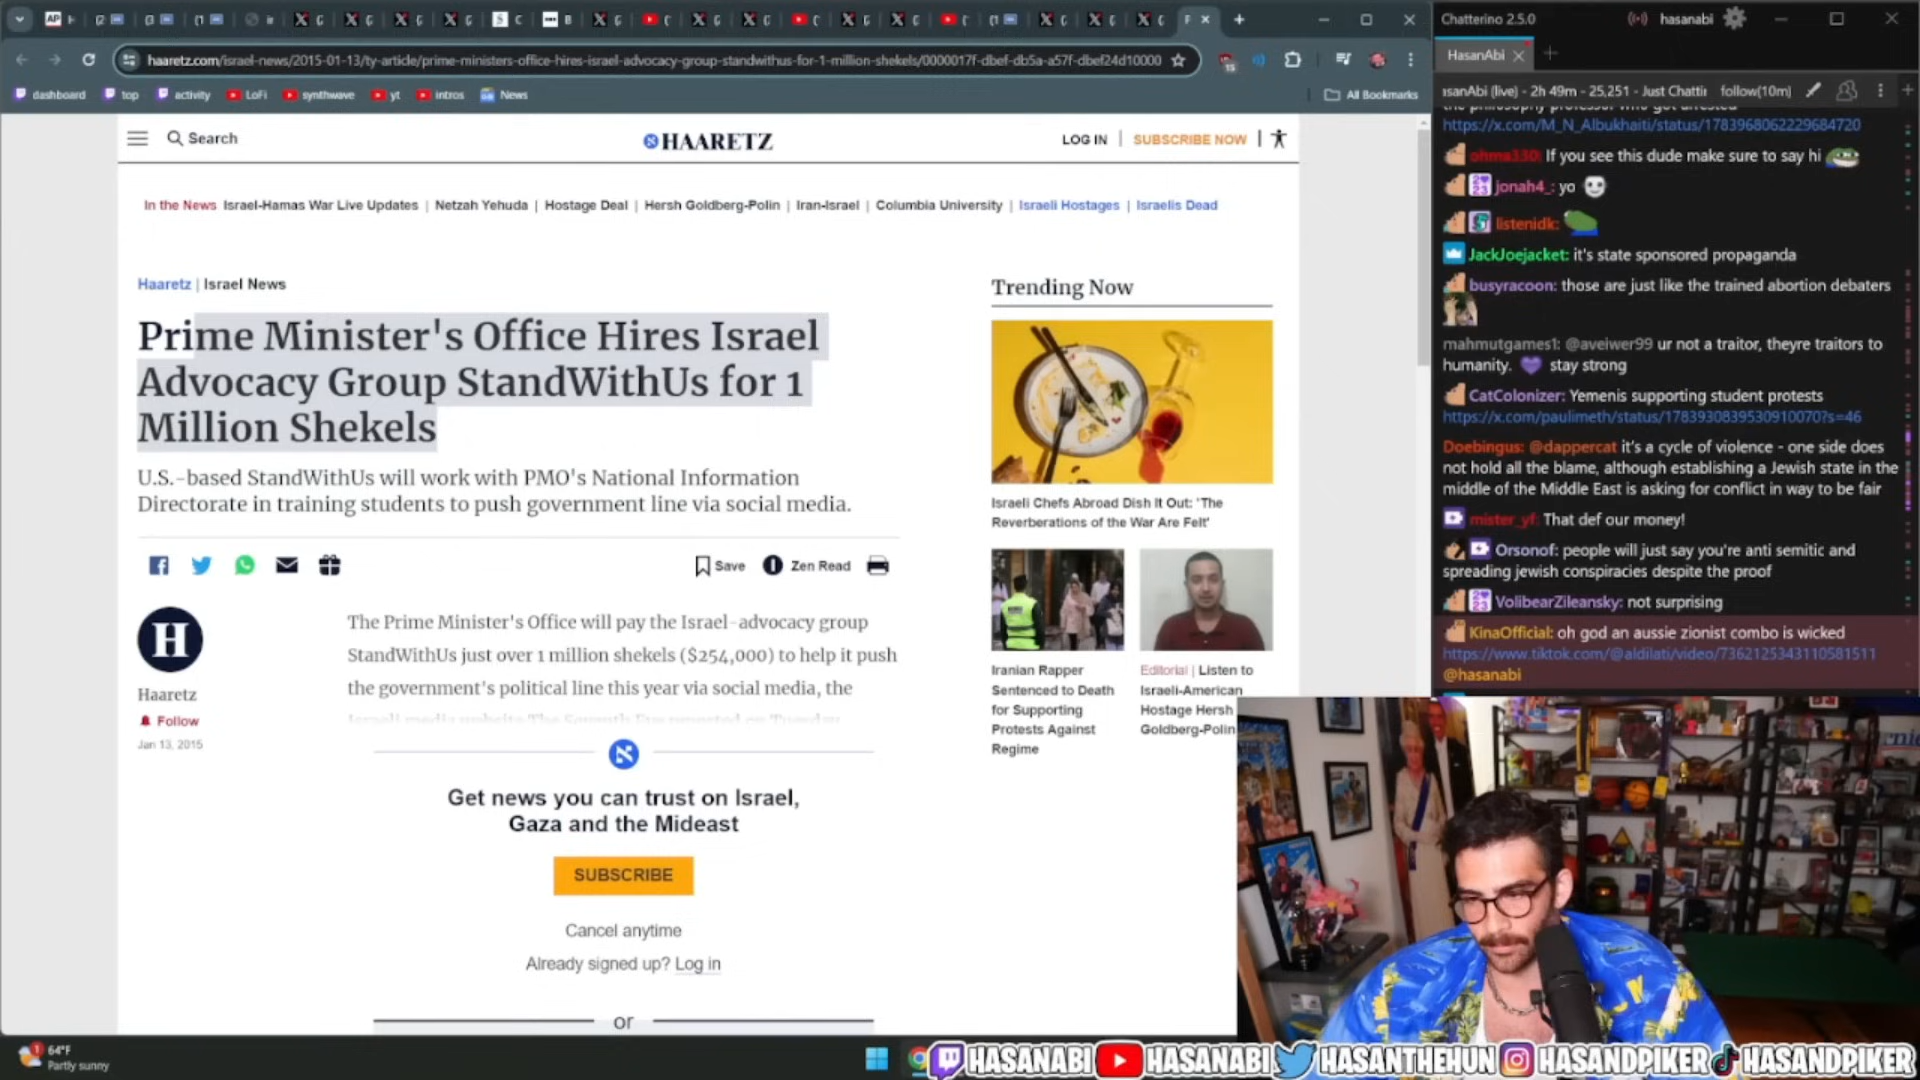 haaretz.com/israel-news/2015-01-13/ty-article/prime-ministers-office-hires-israel-advocacy-group-standwithus-for-1-million-shekels/0000017f-dbef-db5a-a57f-dbef24d10000
dashboard
top
activity
LoFi
synthwave
yt
intros
News
All Bookmarks
Search
HAARETZ
LOG IN
SUBSCRIBE NOW
In the News Israel-Hamas War Live Updates | Netzah Yehuda | Hostage Deal | Hersh Goldberg-Polin | Iran-Israel | Columbia University | Israeli Hostages | Israelis Dead
Haaretz | Israel News
Prime Minister's Office Hires Israel
Advocacy Group StandWithUs for 1
Million Shekels
U.S.-based StandWithUs will work with PMO's National Information
Directorate in training students to push government line via social media.
Save
Zen Read
H
Haaretz
Follow
Jan 13, 2015
The Prime Minister's Office will pay the Israel-advocacy group
StandWithUs just over 1 million shekels ($254,000) to help it push
the government's political line this year via social media, the
Israeli media website The Seventh Eye reported on Tuesday.
Get news you can trust on Israel,
Gaza and the Mideast
SUBSCRIBE
Cancel anytime
Already signed up? Log in
or
Trending Now
Israeli Chefs Abroad Dish It Out: 'The
Reverberations of the War Are Felt'
Iranian Rapper
Sentenced to Death
for Supporting
Protests Against
Regime
Editorial | Listen to
Israeli-American
Hostage Hersh
Goldberg-Polin
Chatterino 2.5.0
hasanabi
HasanAbi
asanAbi (live) - 2h 49m - 25,251 - Just Chattin
follow(10m)
the philosophy professor who got arrested
https://x.com/M_N_Albukhaiti/status/1783968062229684720
ohma330: If you see this dude make sure to say hi
jonah4_: yo
listenidk:
JackJoejacket: it's state sponsored propaganda
busyracoon: those are just like the trained abortion debaters
mahmutgames1: @aveiwer99 ur not a traitor, theyre traitors to
humanity. stay strong
CatColonizer: Yemenis supporting student protests
https://x.com/paulimeth/status/1783930839530910070?s=46
Doebingus: @dappercat it's a cycle of violence - one side does
not hold all the blame, although establishing a Jewish state in the
middle of the Middle East is asking for conflict in way to be fair
mister_yf: That def our money!
Orsonof: people will just say you're anti semitic and
spreading jewish conspiracies despite the proof
VolibearZileansky: not surprising
KinaOfficial: oh god an aussie zionist combo is wicked
https://www.tiktok.com/@aldilati/video/7362125343110581511
@hasanabi
64°F
Partly sunny
HASANABI
HASANABI
HASANTHEHUN
HASANDPIKER
HASANDPIKER